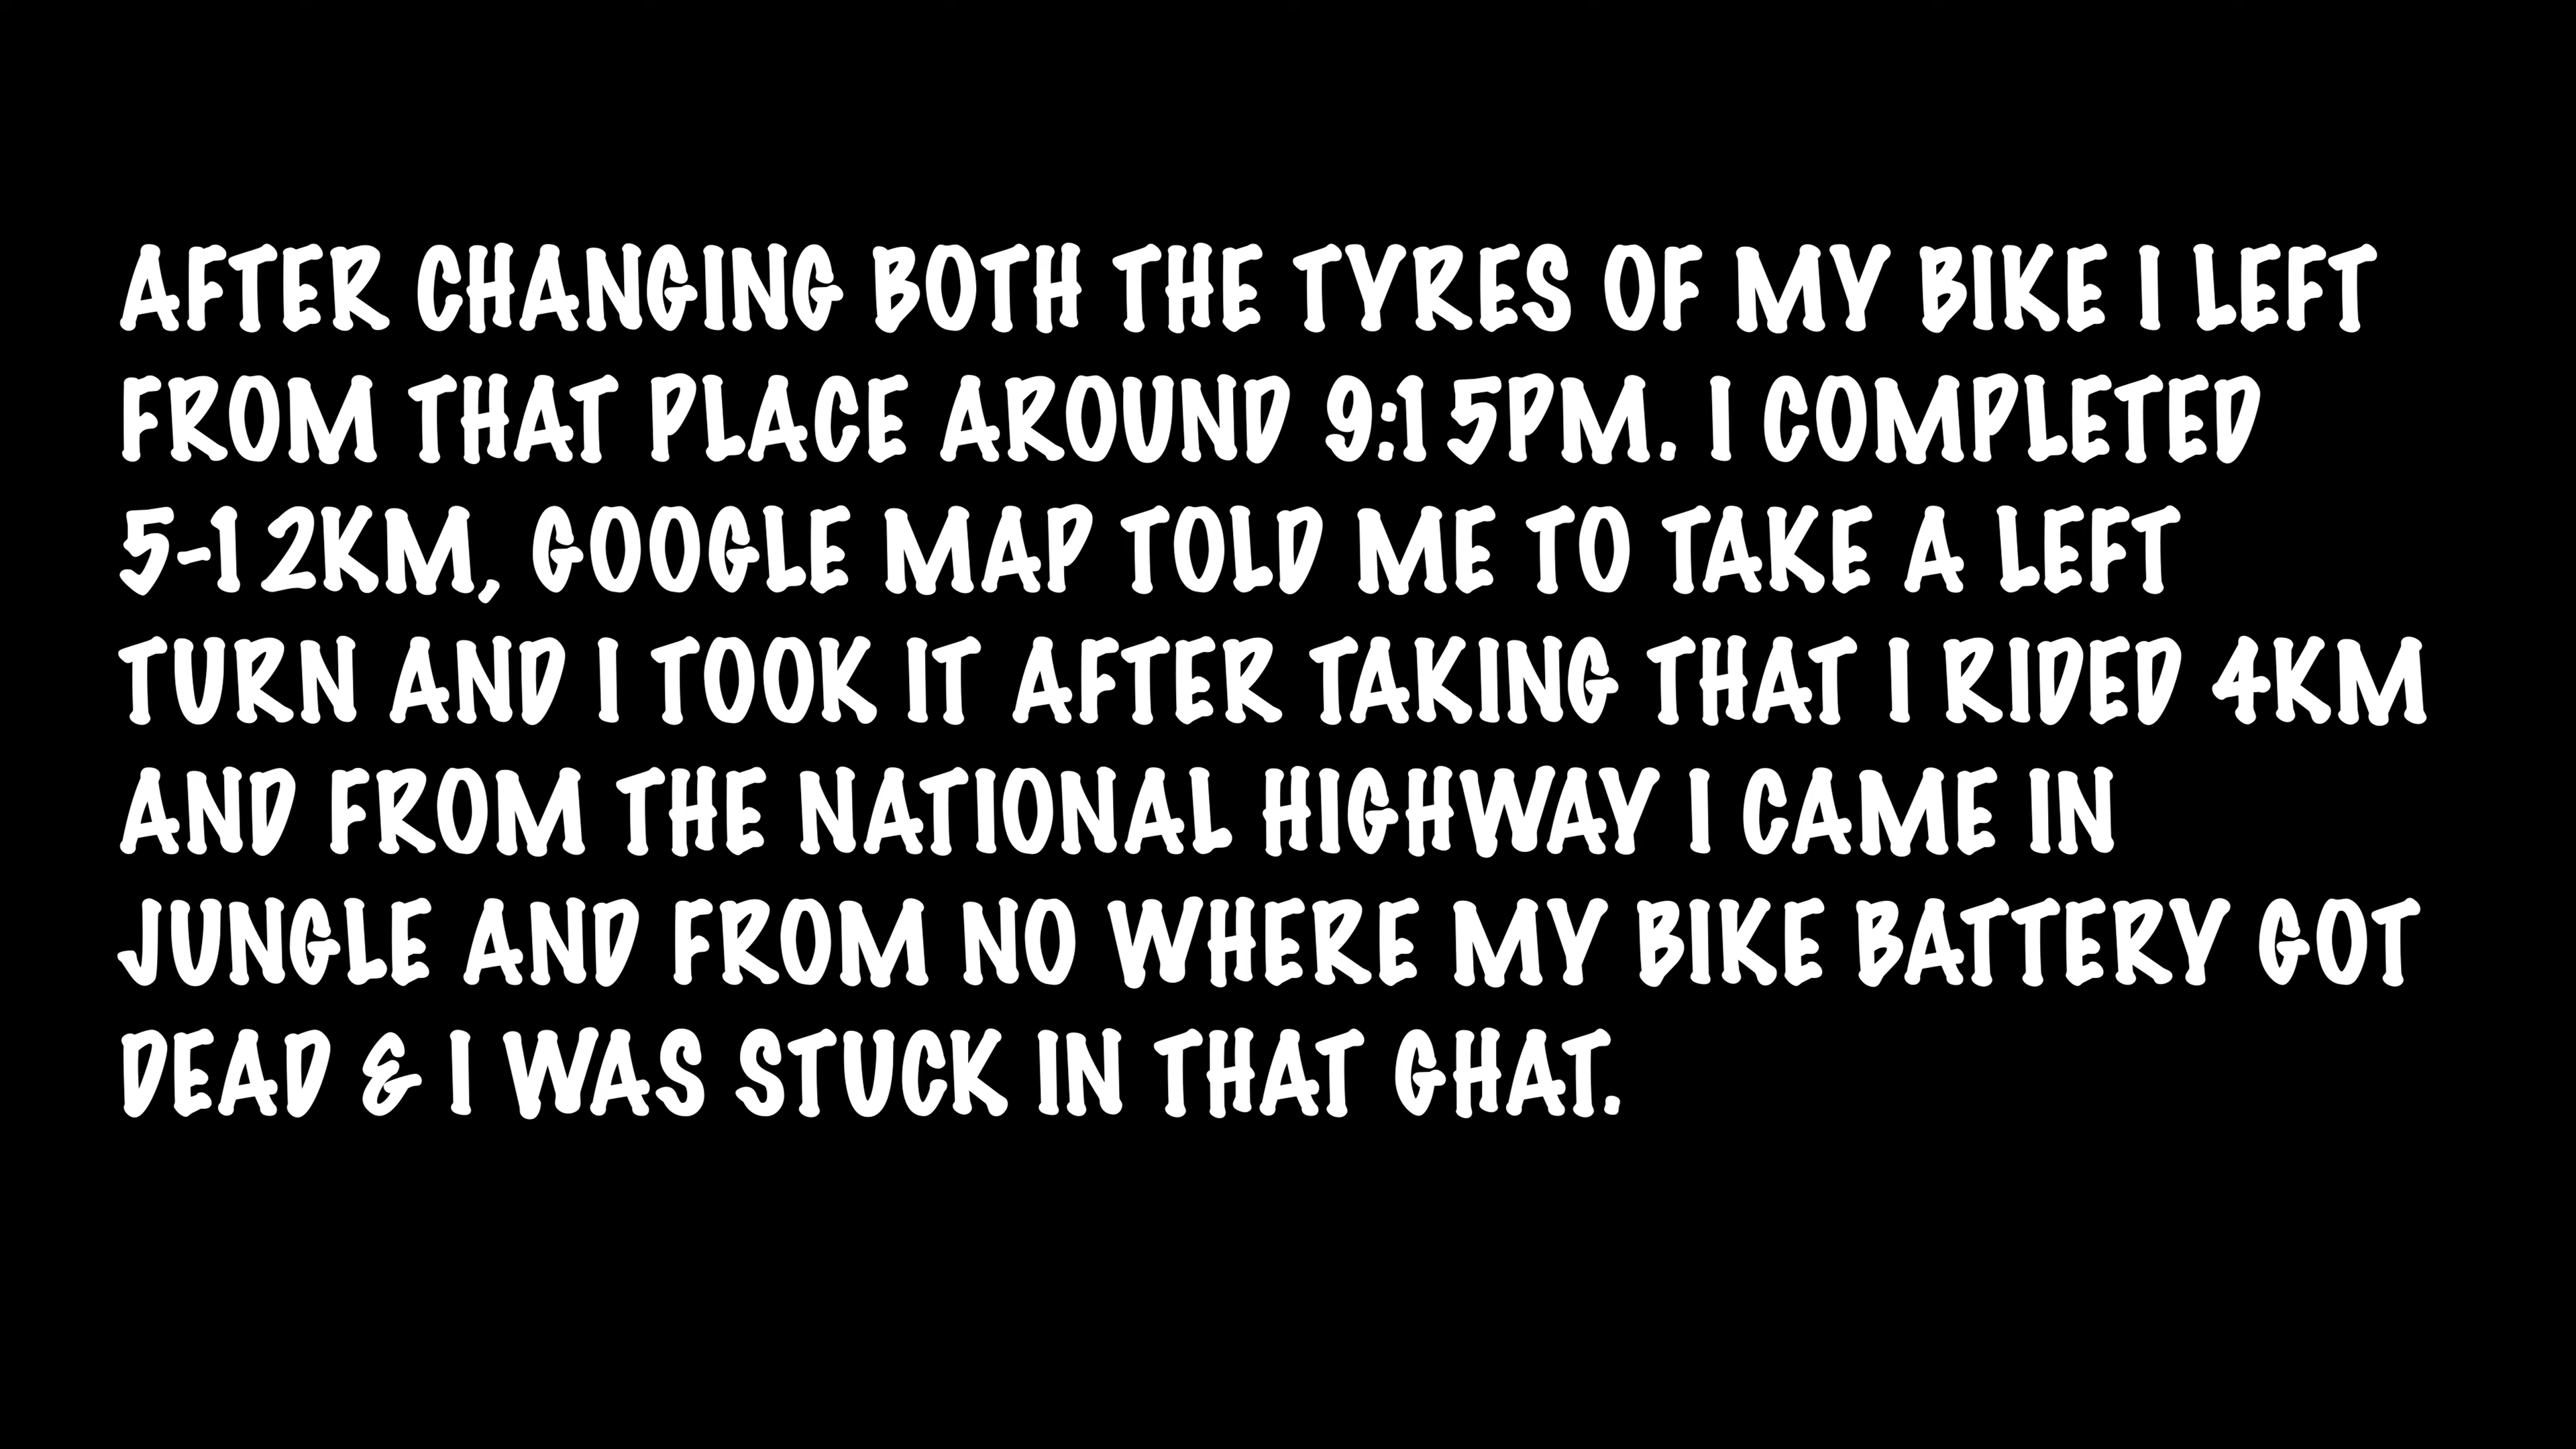 AFTER CHANGING BOTH THE TYRES OF MY BIKE I LEFT
FROM THAT PLACE AROUND 9:15PM. I COMPLETED
5-12KM, GOOGLE MAP TOLD ME TO TAKE A LEFT
TURN AND I TOOK IT AFTER TAKING THAT I RIDED 4KM
AND FROM THE NATIONAL HIGHWAY I CAME IN
JUNGLE AND FROM NO WHERE MY BIKE BATTERY GOT
DEAD & I WAS STUCK IN THAT GHAT.